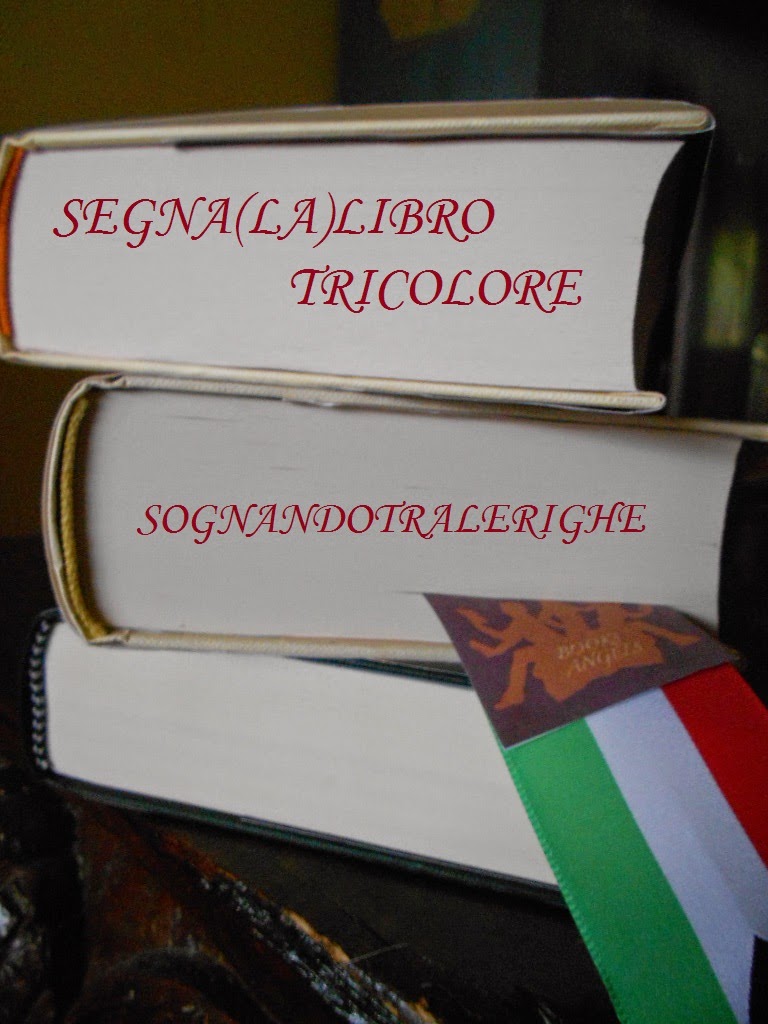 SEGNA(LA)LIBRO
TRICOLORE
SOGNANDOTRALERIGHE
BOOKS
ANGELS